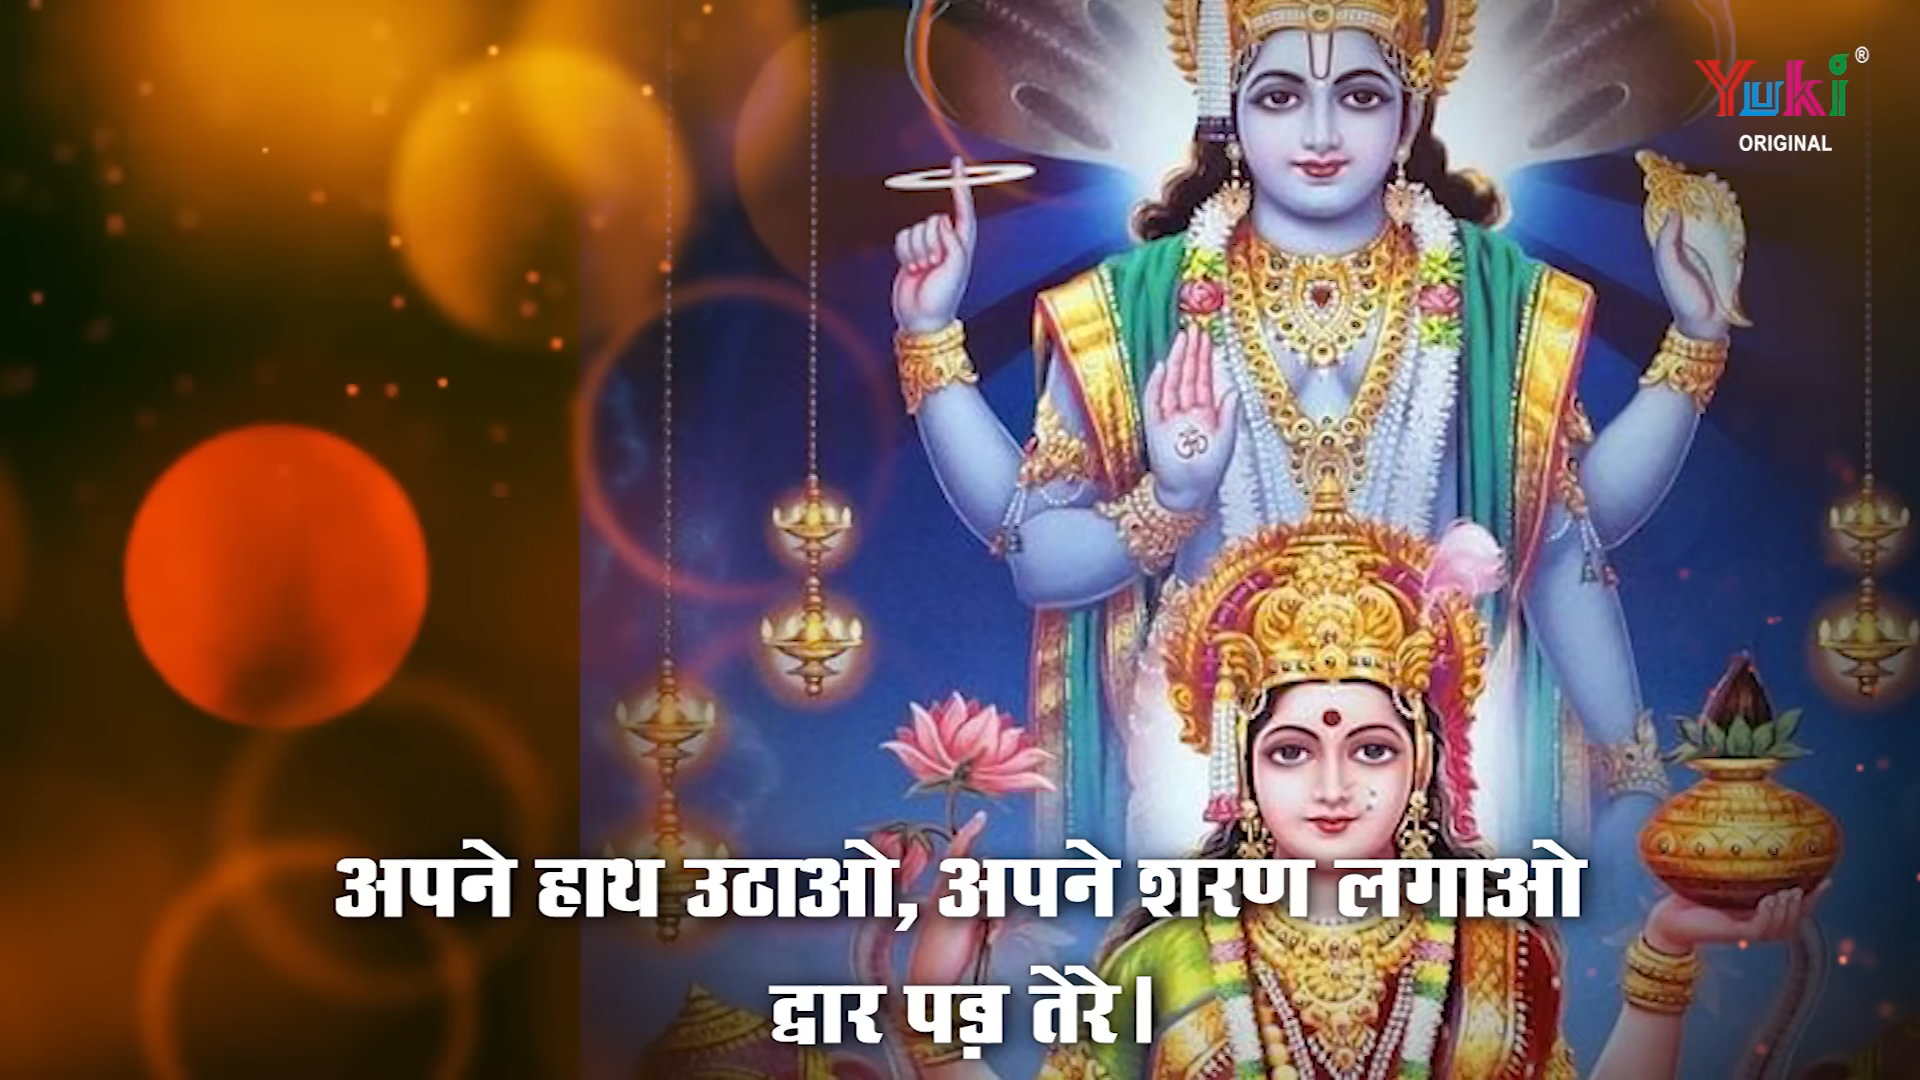 Yuki®
ORIGINAL
अपने हाथ उठाओ, अपने शरण लगाओ
द्वार पड़ा तेरे।